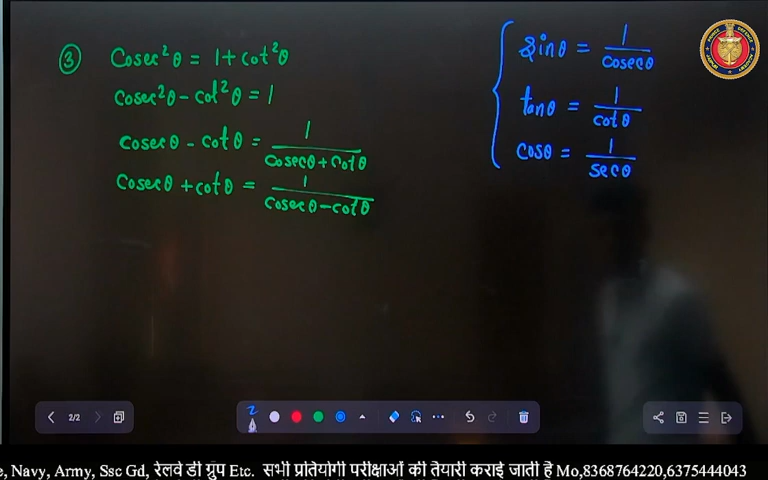 ③ Cosec²θ = 1 + cot²θ
Cosec²θ - cot²θ = 1
Cosecθ - cotθ = 1/(Cosecθ + Cotθ)
Cosecθ + cotθ = 1/(Cosecθ - cotθ)
Sinθ = 1/Cosecθ
tanθ = 1/cotθ
Cosθ = 1/secθ
2/2
2
e, Navy, Army, Ssc Gd, रेलवे डी ग्रुप Etc. सभी प्रतियोगी परीक्षाओं की तैयारी कराई जाती है Mo,8368764220,6375444043